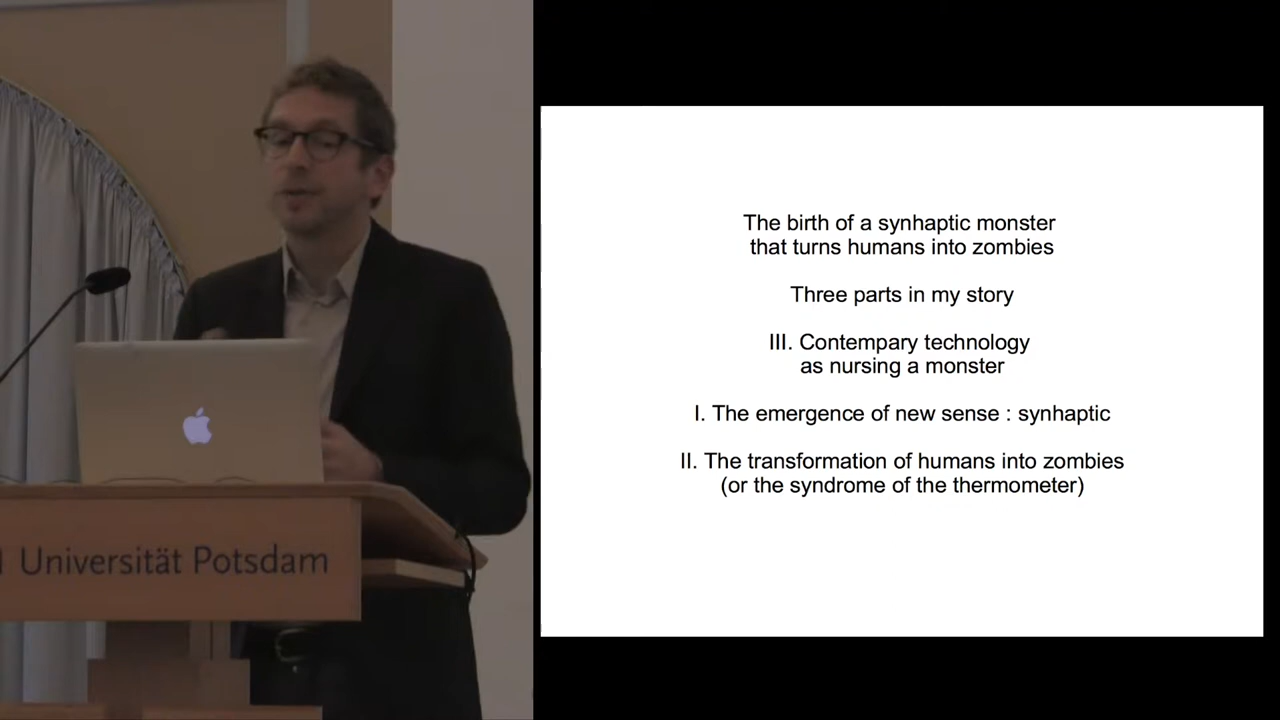 Universität Potsdam
The birth of a synhaptic monster
that turns humans into zombies
Three parts in my story
III. Contempary technology
as nursing a monster
I. The emergence of new sense : synhaptic
II. The transformation of humans into zombies
(or the syndrome of the thermometer)